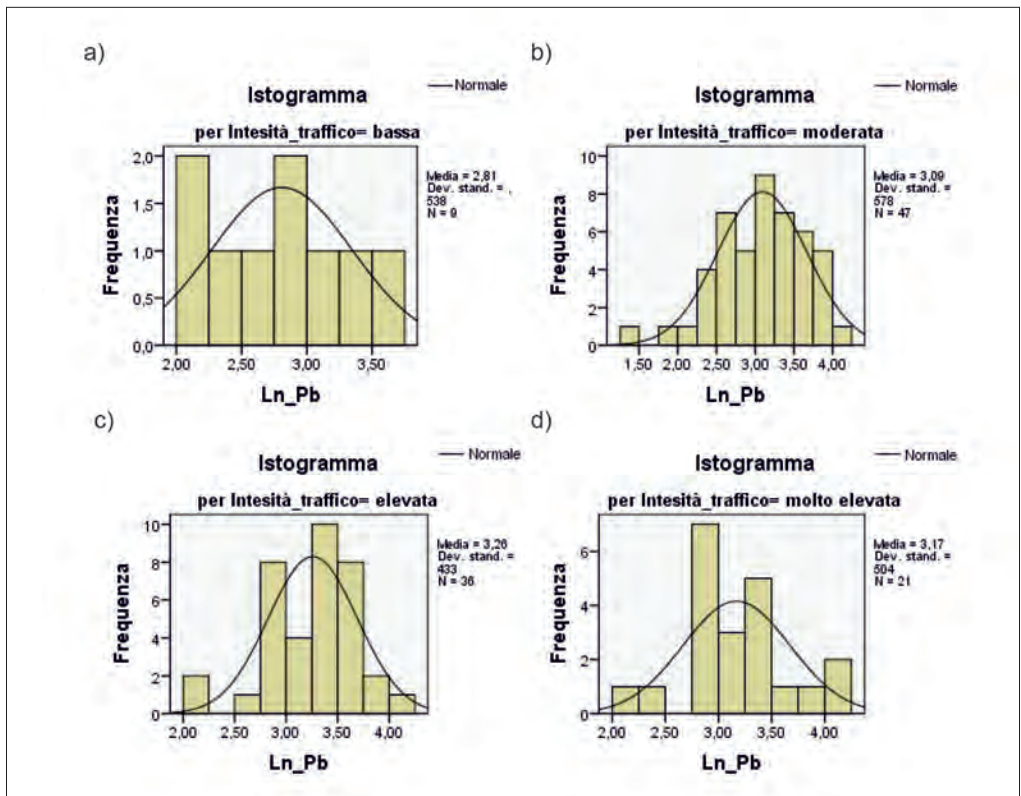 a)
Istogramma
Normale
per Intesità_traffico= bassa
Frequenza
2,0
1,5
1,0
0,5
0,0
2,00 2,50 3,00 3,50
Ln_Pb
Media = 2,81
Dev. stand. = ,
538
N = 9
b)
Istogramma
Normale
per Intesità_traffico= moderata
Frequenza
10
8
6
4
2
0
1,50 2,00 2,50 3,00 3,50 4,00
Ln_Pb
Media = 3,09
Dev. stand. =
578
N = 47
c)
Istogramma
Normale
per Intesità_traffico= elevata
Frequenza
10
8
6
4
2
0
2,00 2,50 3,00 3,50 4,00
Ln_Pb
Media = 3,26
Dev. stand. =
433
N = 36
d)
Istogramma
Normale
per Intesità_traffico= molto elevata
Frequenza
6
4
2
0
2,00 2,50 3,00 3,50 4,00
Ln_Pb
Media = 3,17
Dev. stand. =
504
N = 21